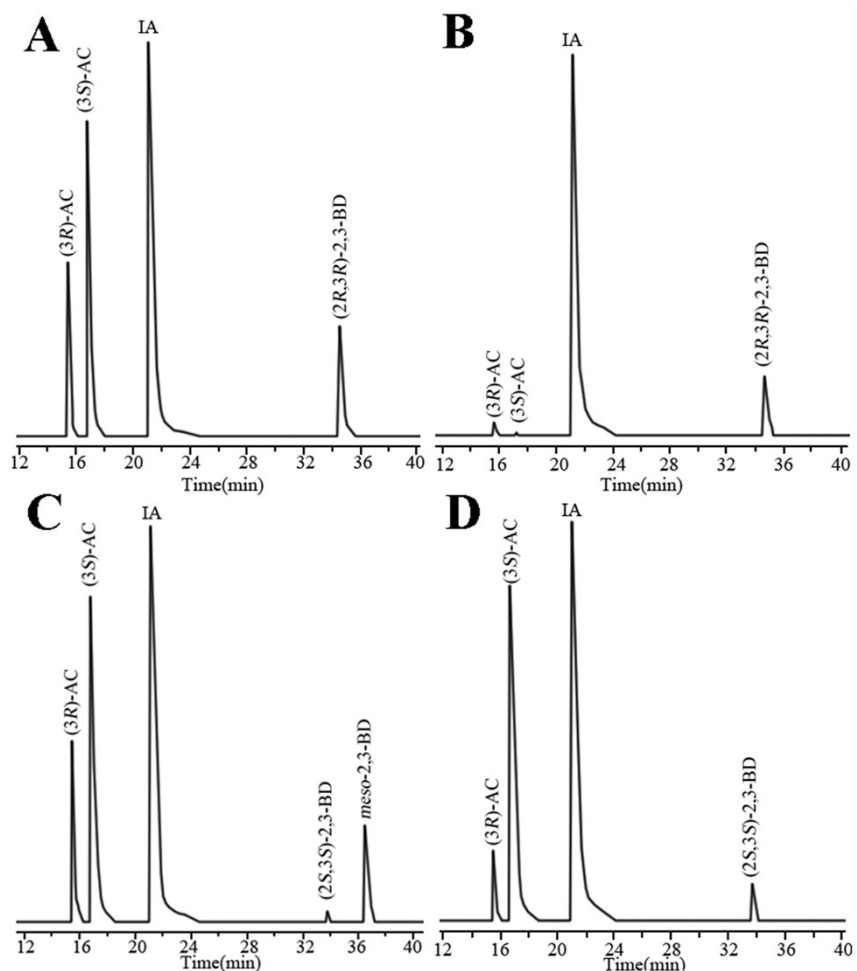 A
(3R)-AC
(3S)-AC
IA
(2R,3R)-2,3-BD
12 16 20 24 28 32 36 40
Time(min)
B
(3R)-AC
(3S)-AC
IA
(2R,3R)-2,3-BD
12 16 20 24 28 32 36 40
Time(min)
C
(3R)-AC
(3S)-AC
IA
(2S,3S)-2,3-BD
meso-2,3-BD
12 16 20 24 28 32 36 40
Time(min)
D
(3R)-AC
(3S)-AC
IA
(2S,3S)-2,3-BD
12 16 20 24 28 32 36 40
Time(min)